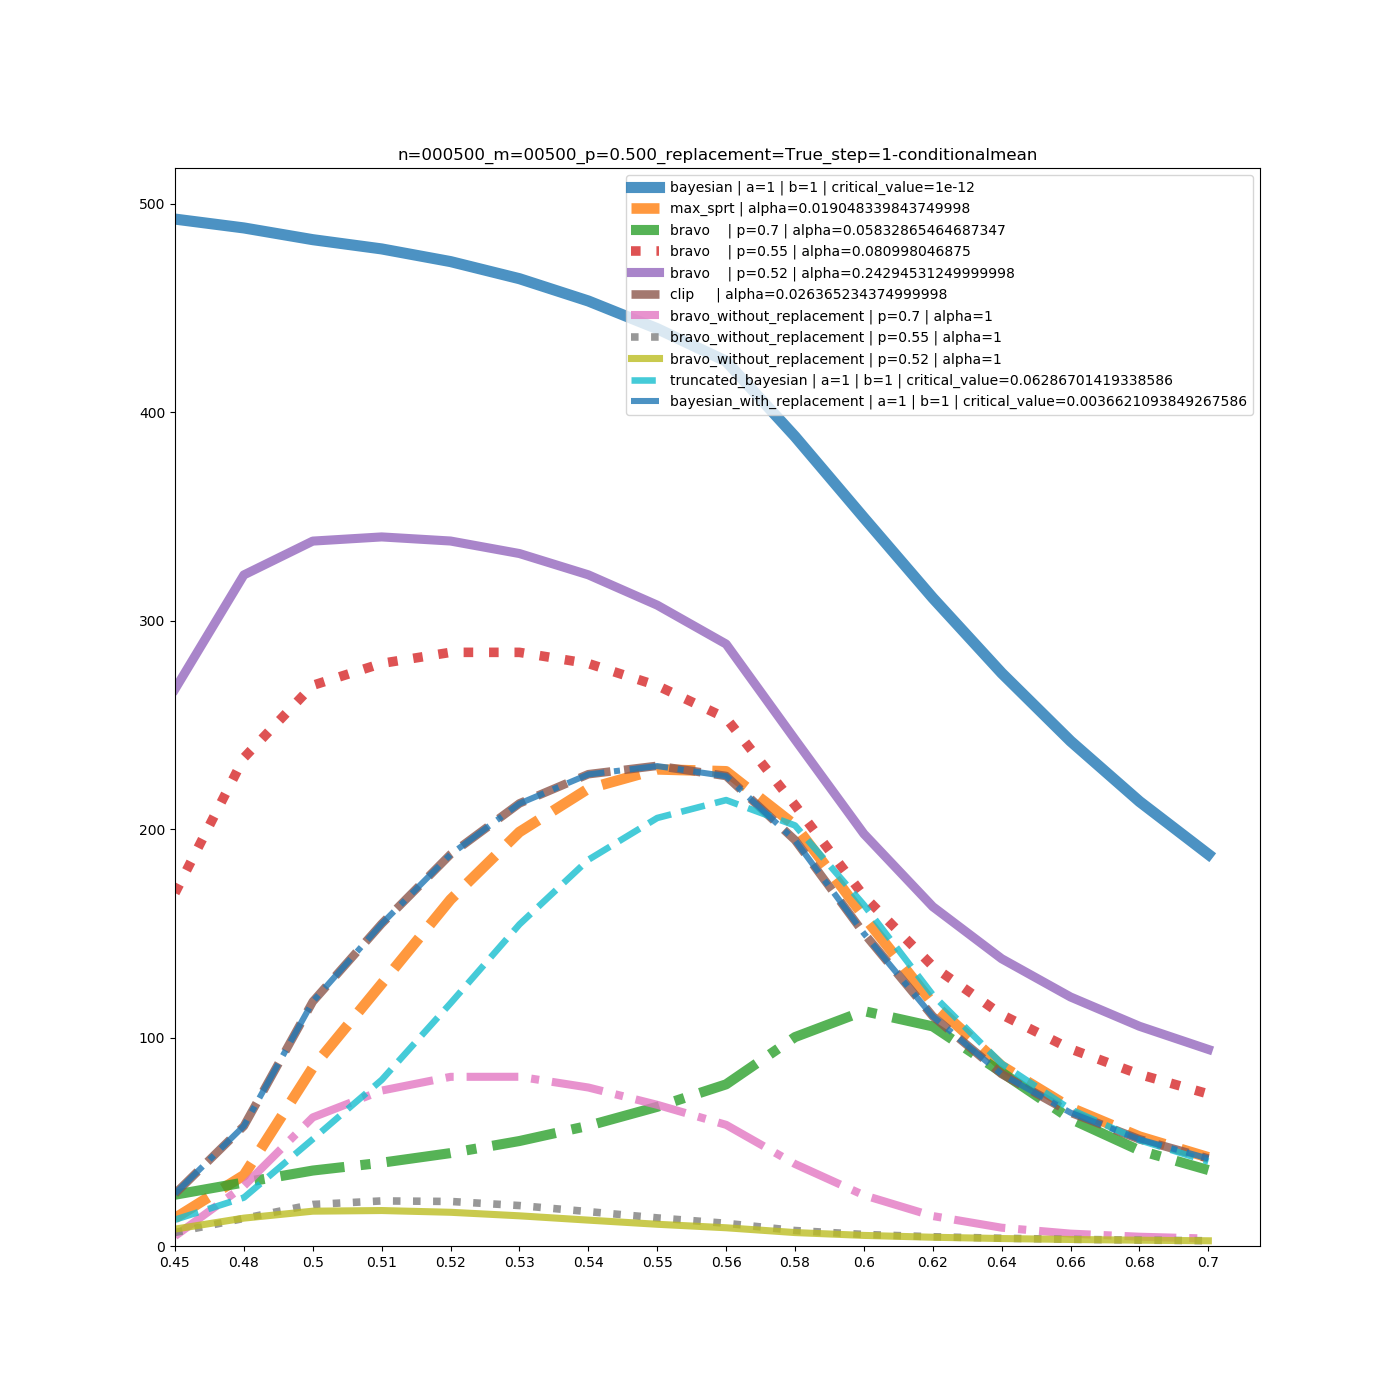 n=000500_m=00500_p=0.500_replacement=True_step=1-conditionalmean
bayesian | a=1 | b=1 | critical_value=1e-12
max_sprt | alpha=0.019048339843749998
bravo | p=0.7 | alpha=0.05832865464687347
bravo | p=0.55 | alpha=0.080998046875
bravo | p=0.52 | alpha=0.24294531249999998
clip | alpha=0.026365234374999998
bravo_without_replacement | p=0.7 | alpha=1
bravo_without_replacement | p=0.55 | alpha=1
bravo_without_replacement | p=0.52 | alpha=1
truncated_bayesian | a=1 | b=1 | critical_value=0.06286701419338586
bayesian_with_replacement | a=1 | b=1 | critical_value=0.0036621093849267586
500
400
300
200
100
0
0.45 0.48 0.5 0.51 0.52 0.53 0.54 0.55 0.56 0.58 0.6 0.62 0.64 0.66 0.68 0.7